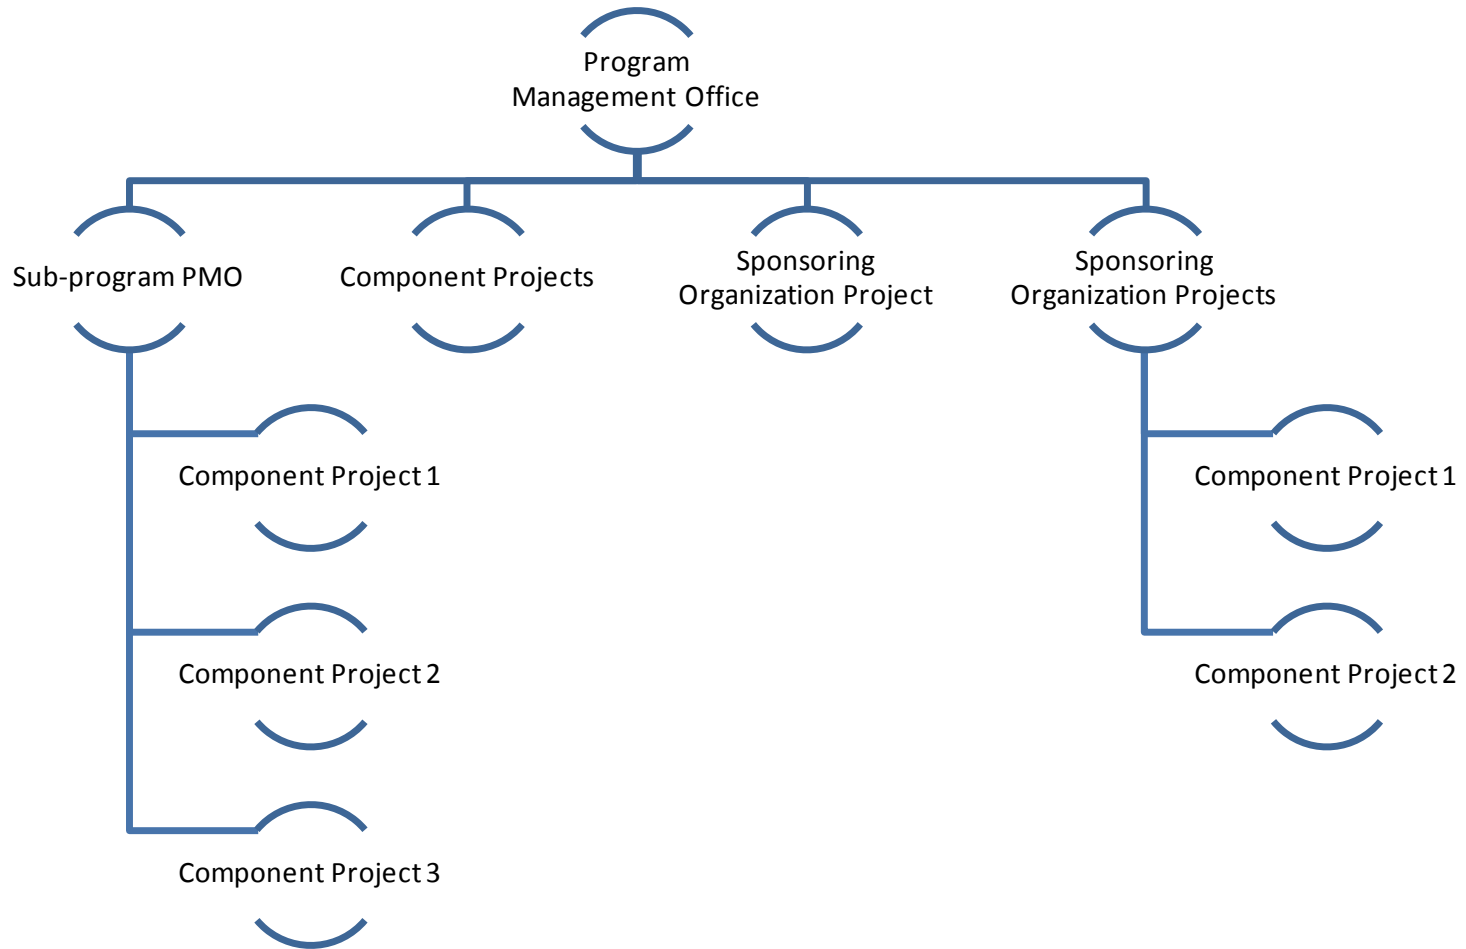 Program
Management Office
Sub-program PMO
Component Projects
Sponsoring
Organization Project
Sponsoring
Organization Projects
Component Project 1
Component Project 1
Component Project 2
Component Project 2
Component Project 3